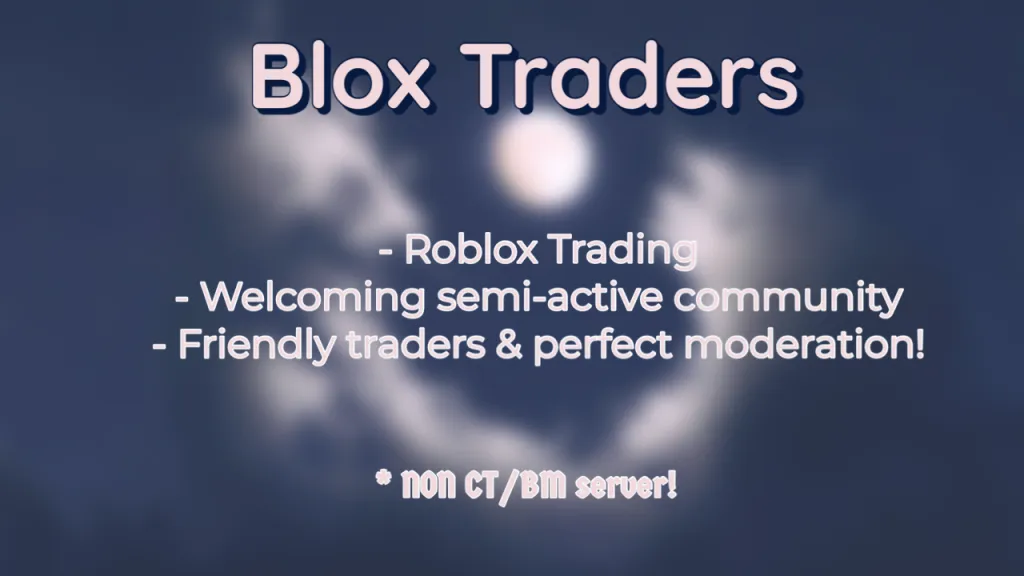 Blox Traders
- Roblox Trading
- Welcoming semi-active community
- Friendly traders & perfect moderation!
* NON CT/BM server!